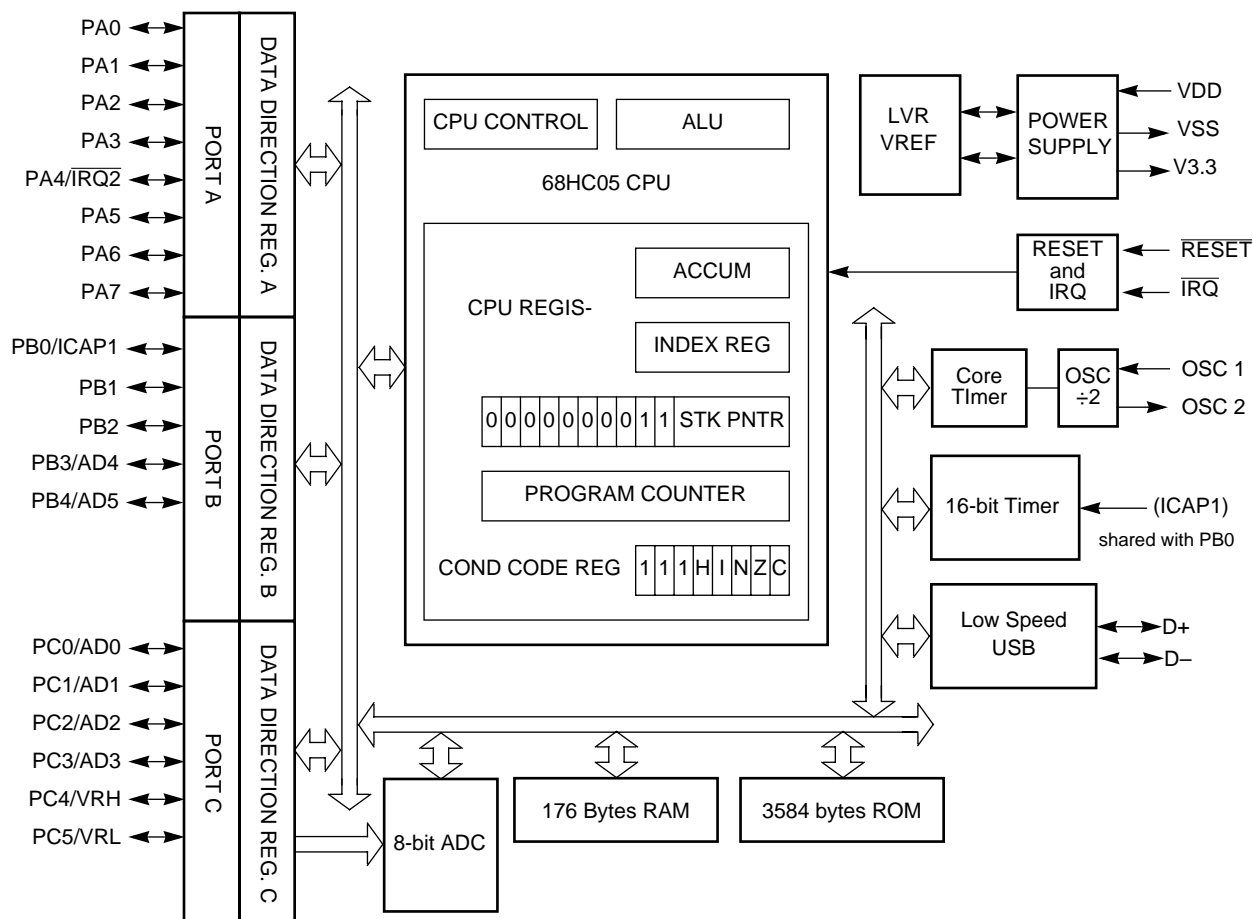 PA0
PA1
PA2
PA3
PA4/IRQ2
PA5
PA6
PA7
PORT A
DATA DIRECTION REG. A
PB0/ICAP1
PB1
PB2
PB3/AD4
PB4/AD5
PORT B
DATA DIRECTION REG. B
PC0/AD0
PC1/AD1
PC2/AD2
PC3/AD3
PC4/VRH
PC5/VRL
PORT C
DATA DIRECTION REG. C
CPU CONTROL
ALU
68HC05 CPU
ACCUM
CPU REGIS-
INDEX REG
0 0 0 0 0 0 0 0 1 1 STK PNTR
PROGRAM COUNTER
COND CODE REG
1 1 1 H I N Z C
LVR
VREF
POWER
SUPPLY
VDD
VSS
V3.3
RESET
and
IRQ
RESET
IRQ
Core
TImer
OSC
÷2
OSC 1
OSC 2
16-bit Timer
(ICAP1)
shared with PB0
Low Speed
USB
D+
D–
8-bit ADC
176 Bytes RAM
3584 bytes ROM